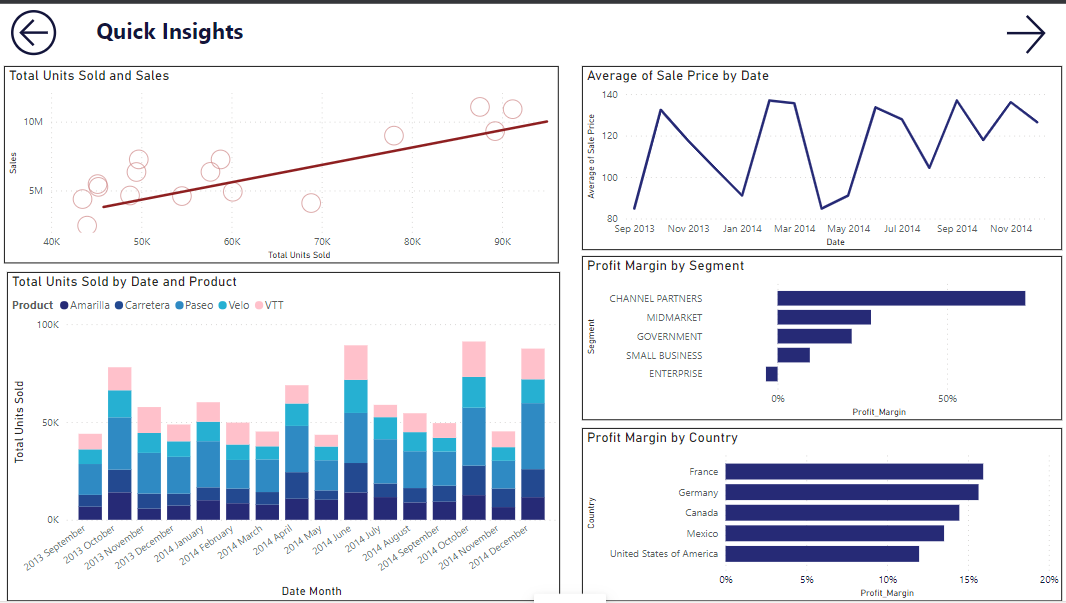 Quick Insights
Total Units Sold and Sales
Sales
10M
5M
40K 50K 60K 70K 80K 90K
Total Units Sold
Total Units Sold by Date and Product
Product Amarilla Carretera Paseo Velo VTT
Total Units Sold
100K
50K
0K
2013 September 2013 October 2013 November 2013 December 2014 January 2014 February 2014 March 2014 April 2014 May 2014 June 2014 July 2014 August 2014 September 2014 October 2014 November 2014 December
Date Month
Average of Sale Price by Date
Average of Sale Price
140
120
100
80
Sep 2013 Nov 2013 Jan 2014 Mar 2014 May 2014 Jul 2014 Sep 2014 Nov 2014
Date
Profit Margin by Segment
Segment
CHANNEL PARTNERS
MIDMARKET
GOVERNMENT
SMALL BUSINESS
ENTERPRISE
0% 50%
Profit_Margin
Profit Margin by Country
Country
France
Germany
Canada
Mexico
United States of America
0% 5% 10% 15% 20%
Profit_Margin